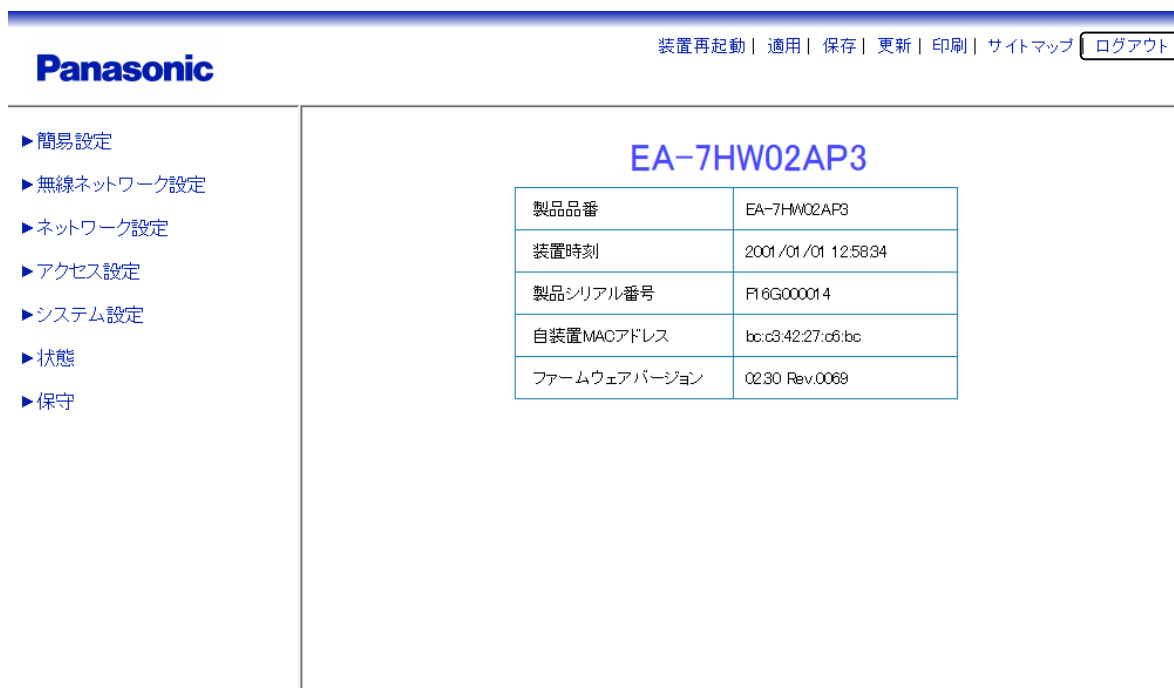 装置再起動| 適用| 保存| 更新| 印刷| サイトマップ| ログアウト
Panasonic
►簡易設定
►無線ネットワーク設定
►ネットワーク設定
►アクセス設定
►システム設定
►状態
►保守
EA-7HW02AP3
製品品番 EA-7HW02AP3
装置時刻 2001/01/01 12:58:34
製品シリアル番号 F16G000014
自装置MACアドレス bc:c3:42:27:c6:bc
ファームウェアバージョン 02.30 Rev.0069